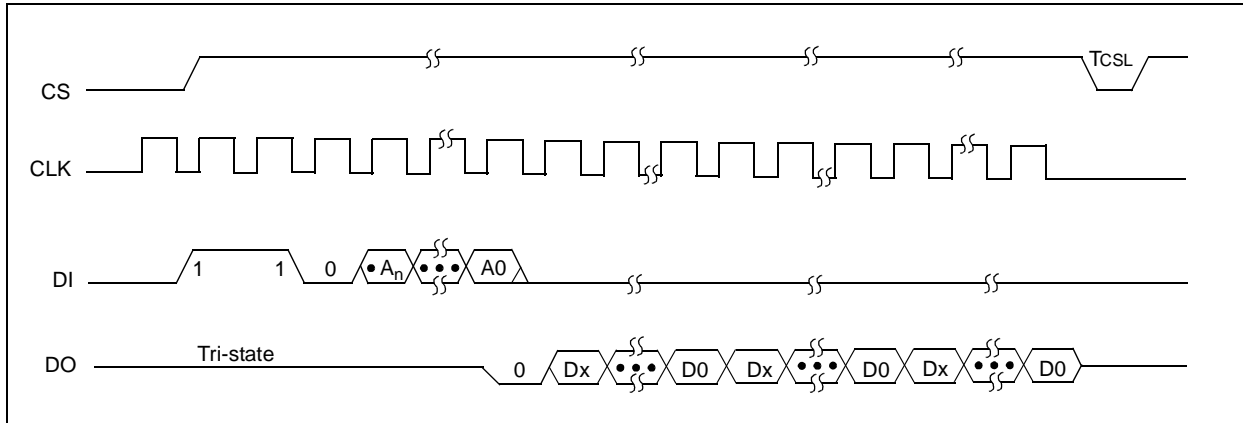 CS TCSL
CLK
DI 1 1 0 • An • • • A0
DO Tri-state 0 Dx • • • D0 Dx • • • D0 Dx • • • D0